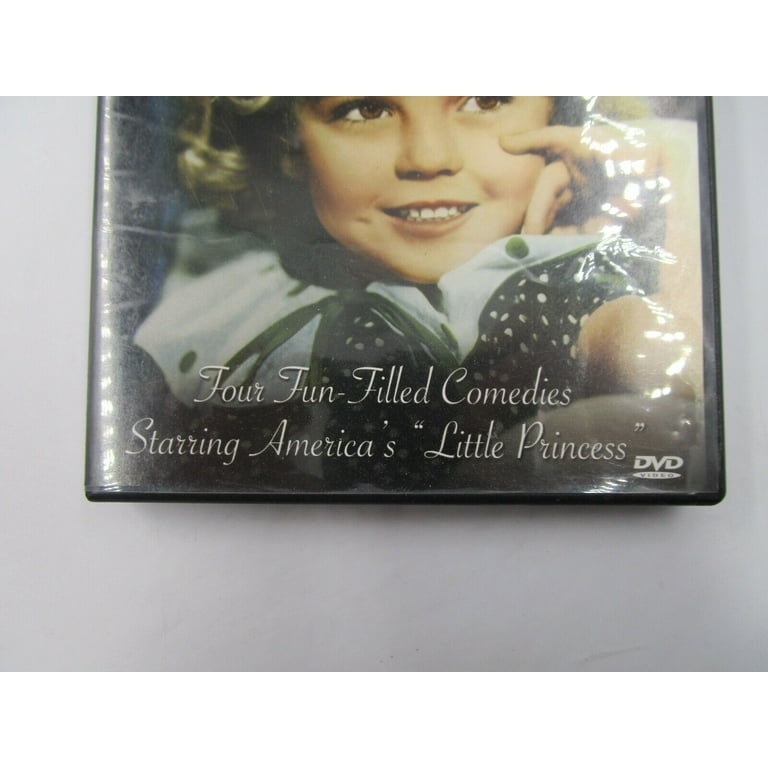 Four Fun-Filled Comedies
Starring America's "Little Princess"
DVD
VIDEO